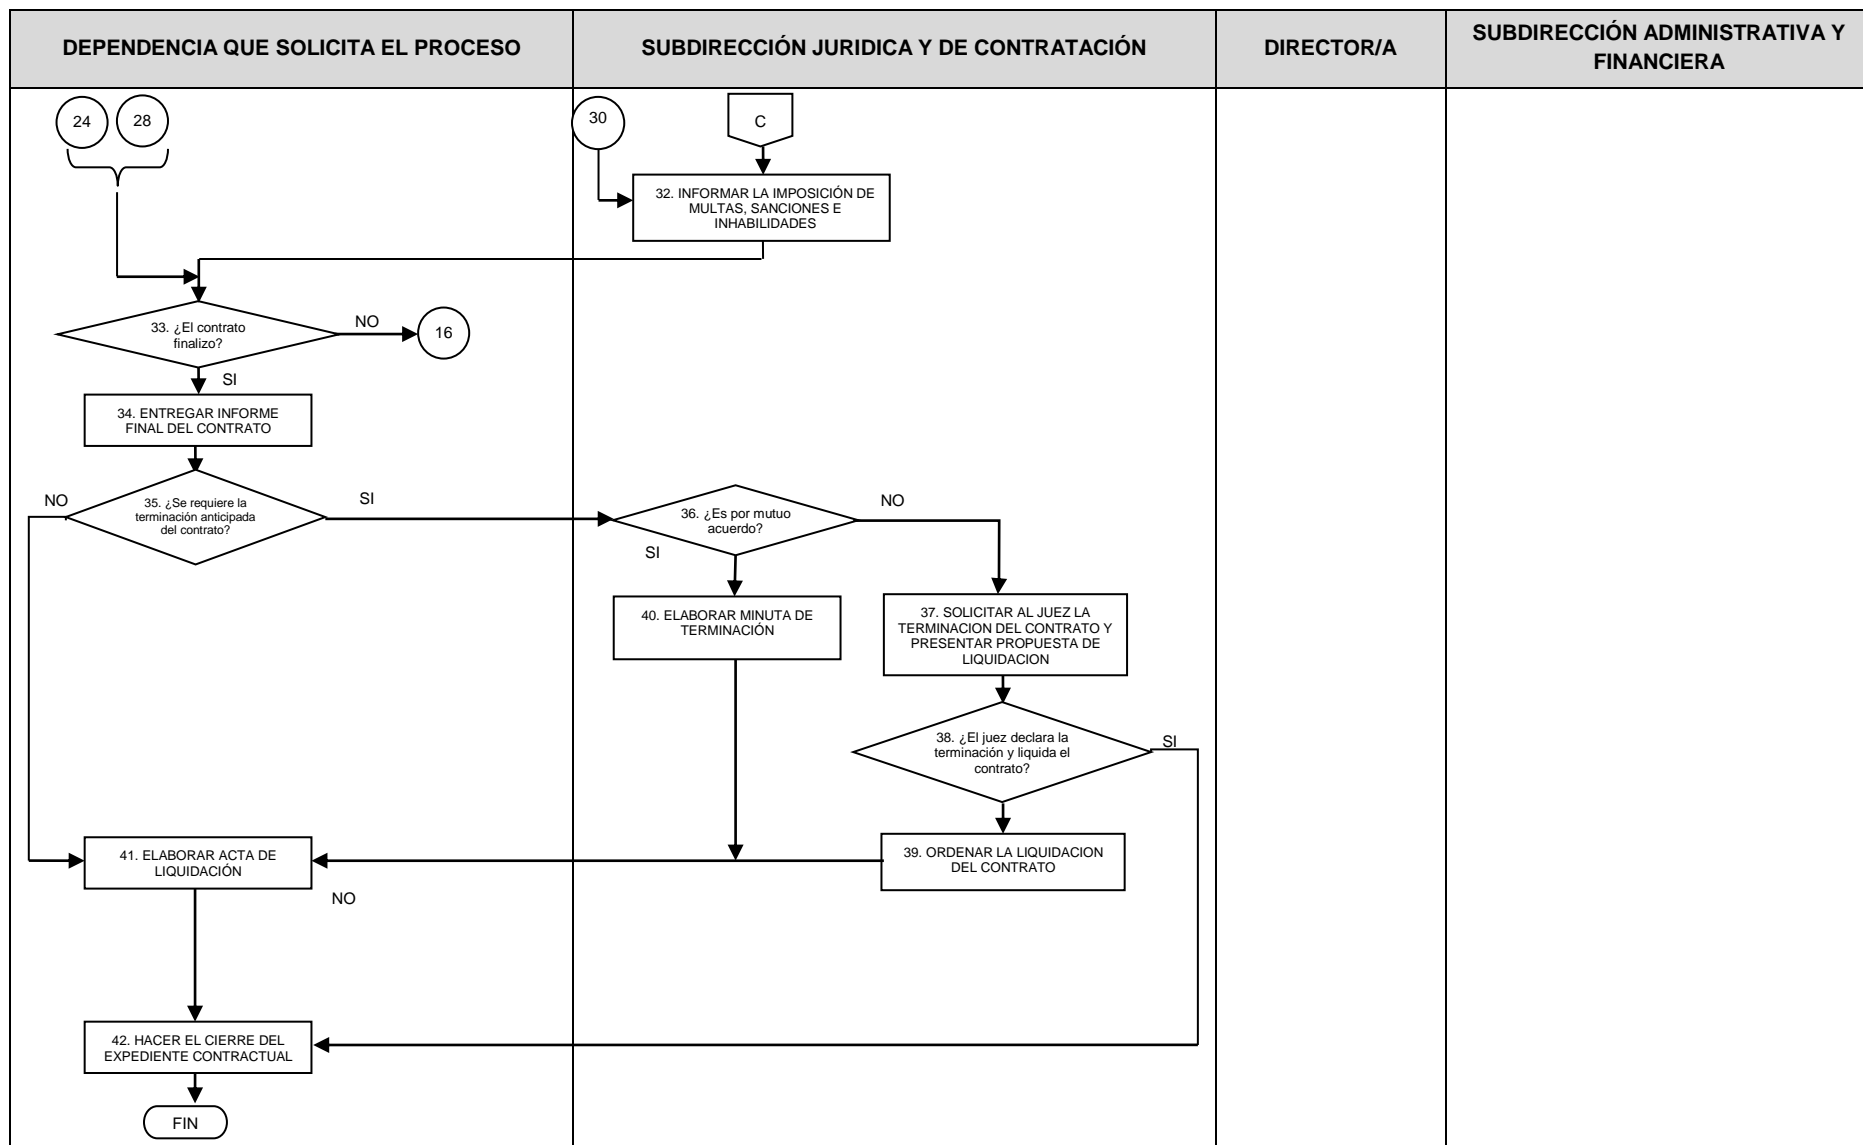 DEPENDENCIA QUE SOLICITA EL PROCESO
SUBDIRECCIÓN JURIDICA Y DE CONTRATACIÓN
DIRECTOR/A
SUBDIRECCIÓN ADMINISTRATIVA Y
FINANCIERA
24
28
30
C
32. INFORMAR LA IMPOSICIÓN DE
MULTAS, SANCIONES E
INHABILIDADES
33. ¿El contrato
finalizo?
NO
16
SI
34. ENTREGAR INFORME
FINAL DEL CONTRATO
NO
35. ¿Se requiere la
terminación anticipada
del contrato?
SI
36. ¿Es por mutuo
acuerdo?
NO
SI
40. ELABORAR MINUTA DE
TERMINACIÓN
37. SOLICITAR AL JUEZ LA
TERMINACION DEL CONTRATO Y
PRESENTAR PROPUESTA DE
LIQUIDACION
38. ¿El juez declara la
terminación y liquida el
contrato?
SI
41. ELABORAR ACTA DE
LIQUIDACIÓN
39. ORDENAR LA LIQUIDACION
DEL CONTRATO
NO
42. HACER EL CIERRE DEL
EXPEDIENTE CONTRACTUAL
FIN